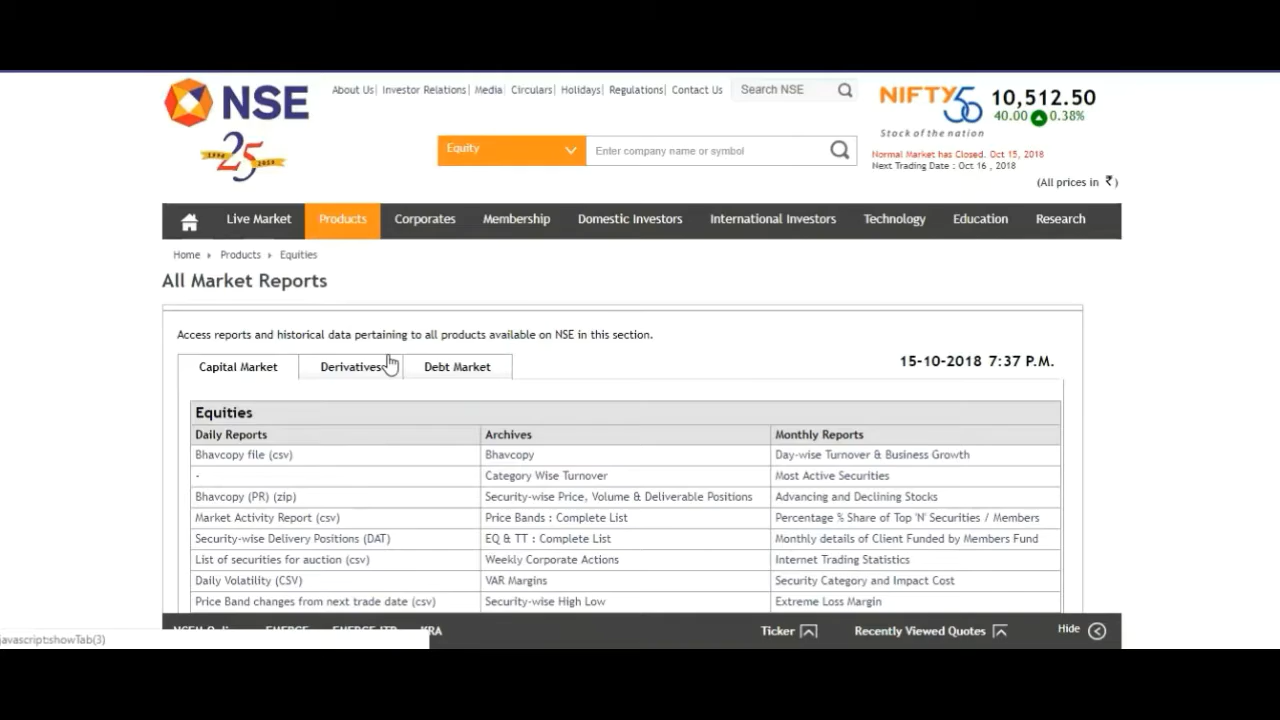 NSE
25
About Us| Investor Relations| Media| Circulars| Holidays| Regulations| Contact Us
Search NSE
NIFTY50 10,512.50
40.00 0.38%
Stock of the nation
Equity
Enter company name or symbol
Normal Market has Closed. Oct 15, 2018
Next Trading Date : Oct 16 , 2018
(All prices in ₹)
Live Market Products Corporates Membership Domestic Investors International Investors Technology Education Research
Home Products Equities
All Market Reports
Access reports and historical data pertaining to all products available on NSE in this section.
Capital Market Derivatives Debt Market
15-10-2018 7:37 P.M.
Equities
Daily Reports Archives Monthly Reports
Bhavcopy file (csv) Bhavcopy Day-wise Turnover & Business Growth
- Category Wise Turnover Most Active Securities
Bhavcopy (PR) (zip) Security-wise Price, Volume & Deliverable Positions Advancing and Declining Stocks
Market Activity Report (csv) Price Bands : Complete List Percentage % Share of Top 'N' Securities / Members
Security-wise Delivery Positions (DAT) EQ & TT : Complete List Monthly details of Client Funded by Members Fund
List of securities for auction (csv) Weekly Corporate Actions Internet Trading Statistics
Daily Volatility (CSV) VAR Margins Security Category and Impact Cost
Price Band changes from next trade date (csv) Security-wise High Low Extreme Loss Margin
Ticker Recently Viewed Quotes Hide
javascript:showTab(3)